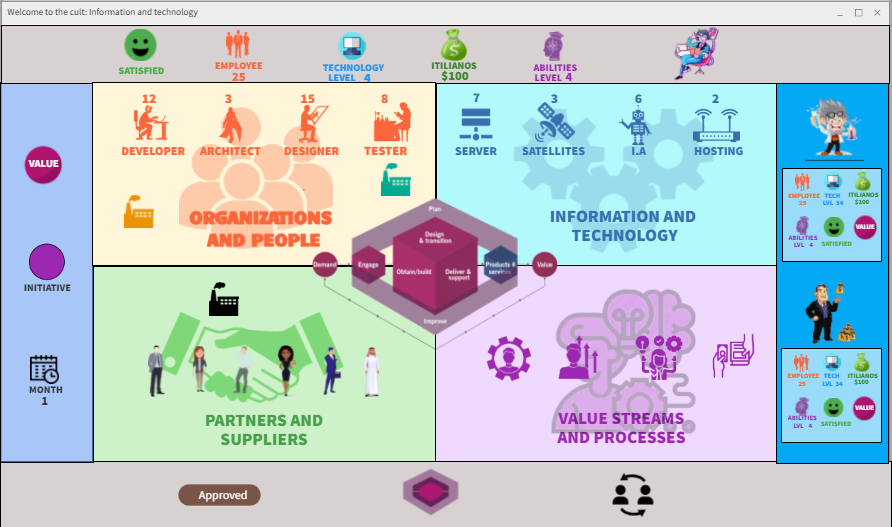 Welcome to the cult: Information and technology
SATISFIED
EMPLOYEE
25
TECHNOLOGY
LEVEL 4
ITILIANOS
$100
ABILITIES
LEVEL 4
VALUE
INITIATIVE
MONTH
1
12
DEVELOPER
3
ARCHITECT
15
DESIGNER
8
TESTER
ORGANIZATIONS
AND PEOPLE
7
SERVER
3
SATELLITES
6
I.A
2
HOSTING
INFORMATION AND
TECHNOLOGY
Plan
Design
& transition
Demand
Engage
Obtain/build
Deliver &
support
Products &
services
Value
Improve
PARTNERS AND
SUPPLIERS
VALUE STREAMS
AND PROCESSES
EMPLOYEE
25
TECH
LVL 34
ITILIANOS
$100
ABILITIES
LVL 4
SATISFIED
VALUE
EMPLOYEE
25
TECH
LVL 34
ITILIANOS
$100
ABILITIES
LVL 4
SATISFIED
VALUE
Approved